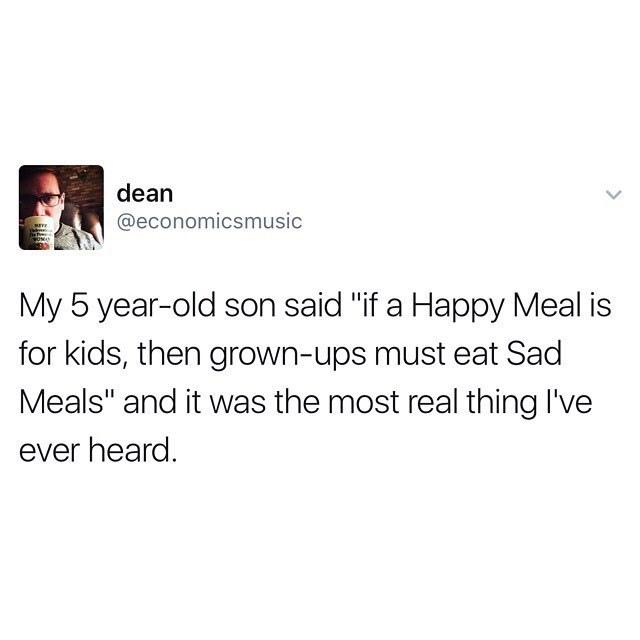 dean
@economicsmusic
My 5 year-old son said "if a Happy Meal is
for kids, then grown-ups must eat Sad
Meals" and it was the most real thing I've
ever heard.